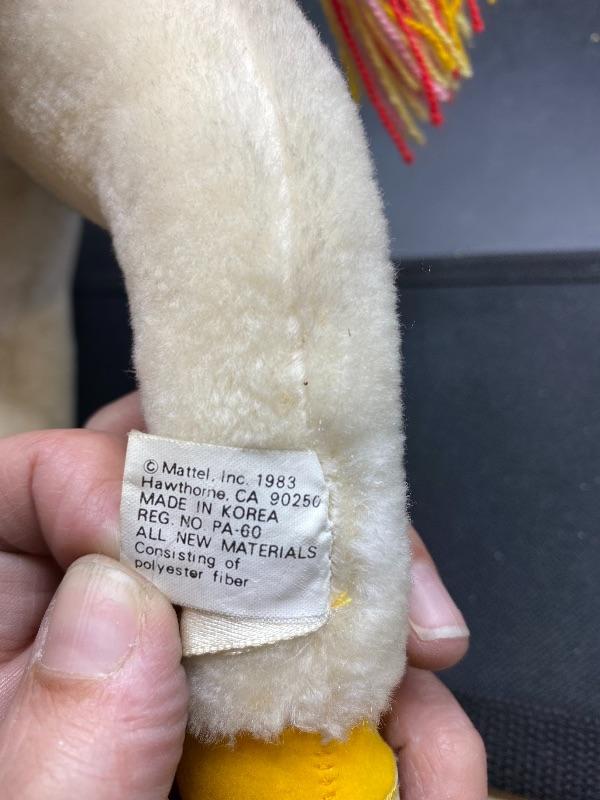 © Mattel, Inc. 1983
Hawthorne, CA 90250
MADE IN KOREA
REG. NO. PA-60
ALL NEW MATERIALS
Consisting of
polyester fiber